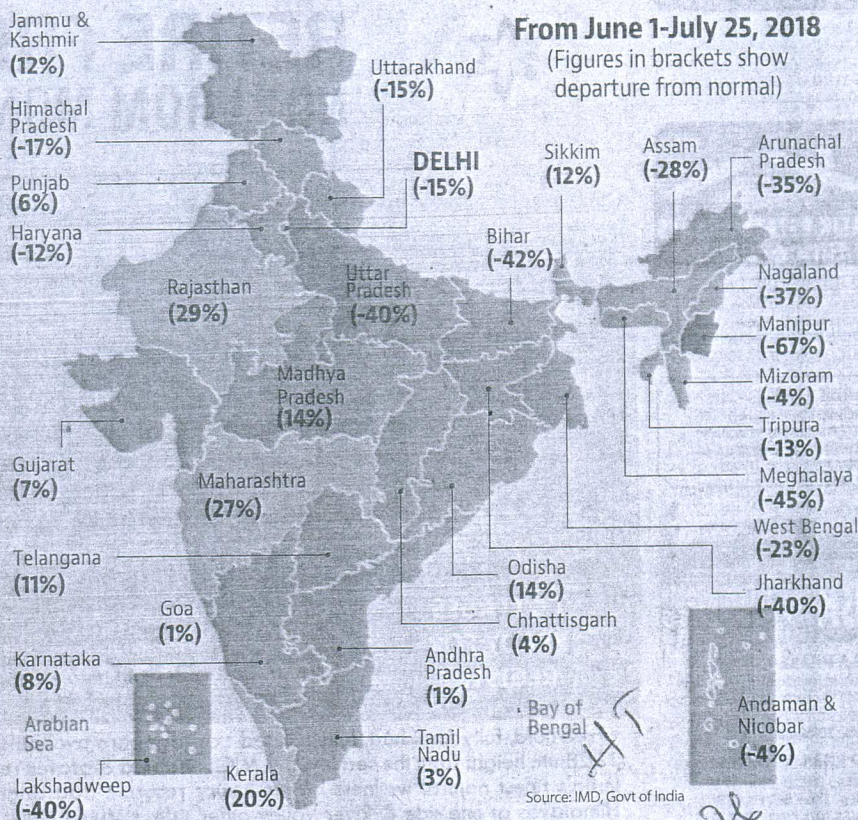 From June 1-July 25, 2018
(Figures in brackets show
departure from normal)
Jammu &
Kashmir
(12%)
Himachal
Pradesh
(-17%)
Punjab
(6%)
Haryana
(-12%)
Uttarakhand
(-15%)
DELHI
(-15%)
Sikkim
(12%)
Assam
(-28%)
Arunachal
Pradesh
(-35%)
Bihar
(-42%)
Nagaland
(-37%)
Manipur
(-67%)
Mizoram
(-4%)
Tripura
(-13%)
Meghalaya
(-45%)
West Bengal
(-23%)
Jharkhand
(-40%)
Rajasthan
(29%)
Uttar
Pradesh
(-40%)
Madhya
Pradesh
(14%)
Gujarat
(7%)
Maharashtra
(27%)
Telangana
(11%)
Goa
(1%)
Odisha
(14%)
Chhattisgarh
(4%)
Karnataka
(8%)
Andhra
Pradesh
(1%)
Arabian
Sea
Bay of
Bengal
HT
Andaman &
Nicobar
(-4%)
Tamil
Nadu
(3%)
Lakshadweep
(-40%)
Kerala
(20%)
Source: IMD, Govt of India